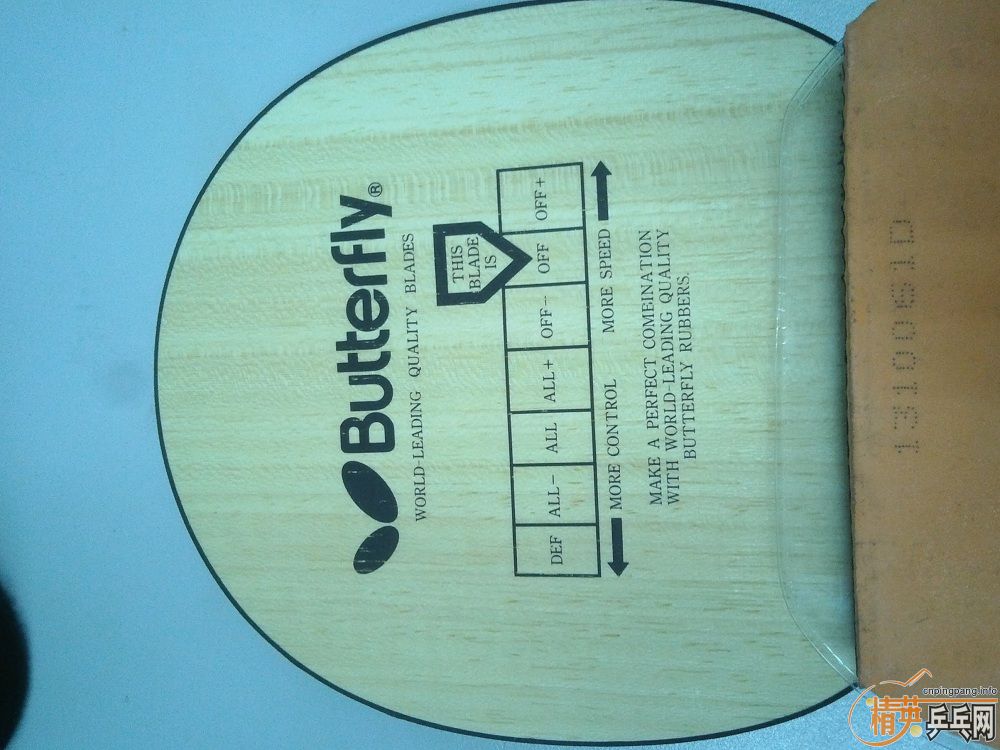 Butterfly®
WORLD-LEADING QUALITY BLADES
THIS
BLADE
IS
DEF ALL- ALL ALL+ OFF- OFF OFF+
MORE CONTROL MORE SPEED
MAKE A PERFECT COMEINATION
WITH WORLD-LEADING QUALITY
BUTTERFLY RUBBERS.
1310061D
cnpingpang.info
精英乒乓网